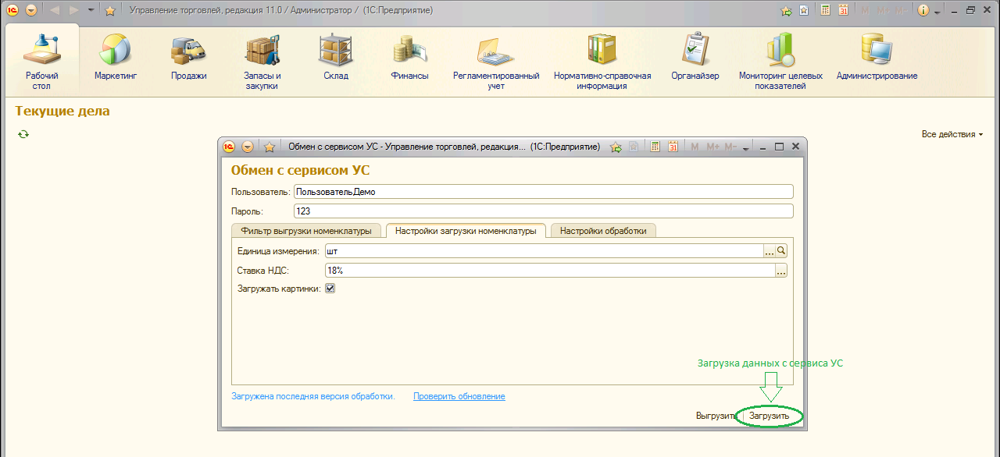 Управление торговлей, редакция 11.0 / Администратор / (1С:Предприятие)
M M+ M-
Рабочий стол
Маркетинг
Продажи
Запасы и закупки
Склад
Финансы
Регламентированный учет
Нормативно-справочная информация
Органайзер
Мониторинг целевых показателей
Администрирование
Текущие дела
Все действия
Обмен с сервисом УС - Управление торговлей, редакция... (1С:Предприятие)
M M+ M-
Обмен с сервисом УС
Пользователь: ПользовательДемо
Пароль: 123
Фильтр выгрузки номенклатуры
Настройки загрузки номенклатуры
Настройки обработки
Единица измерения: шт ...
Ставка НДС: 18% ...
Загружать картинки:
Загрузка данных с сервиса УС
Загружена последняя версия обработки. Проверить обновление
Выгрузить Загрузить